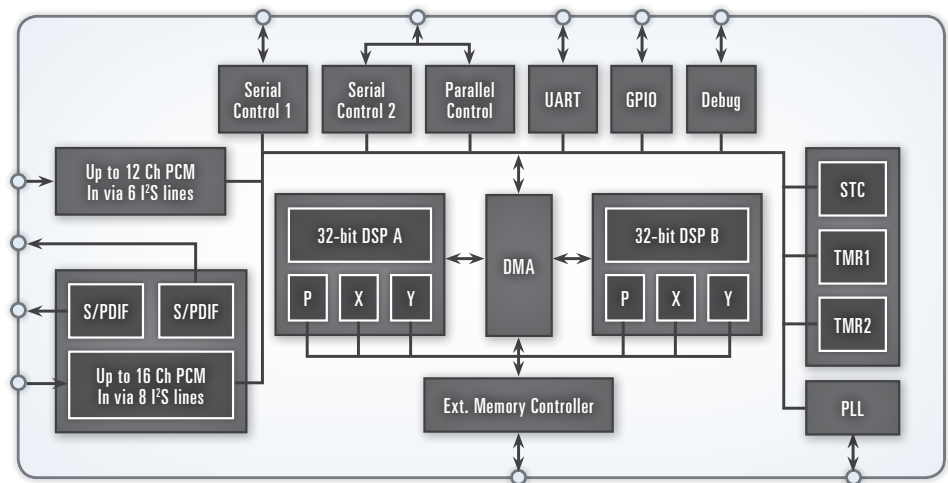 Serial
Control 1
Serial
Control 2
Parallel
Control
UART
GPIO
Debug
Up to 12 Ch PCM
In via 6 I²S lines
S/PDIF
S/PDIF
Up to 16 Ch PCM
In via 8 I²S lines
32-bit DSP A
P
X
Y
DMA
32-bit DSP B
P
X
Y
Ext. Memory Controller
STC
TMR1
TMR2
PLL